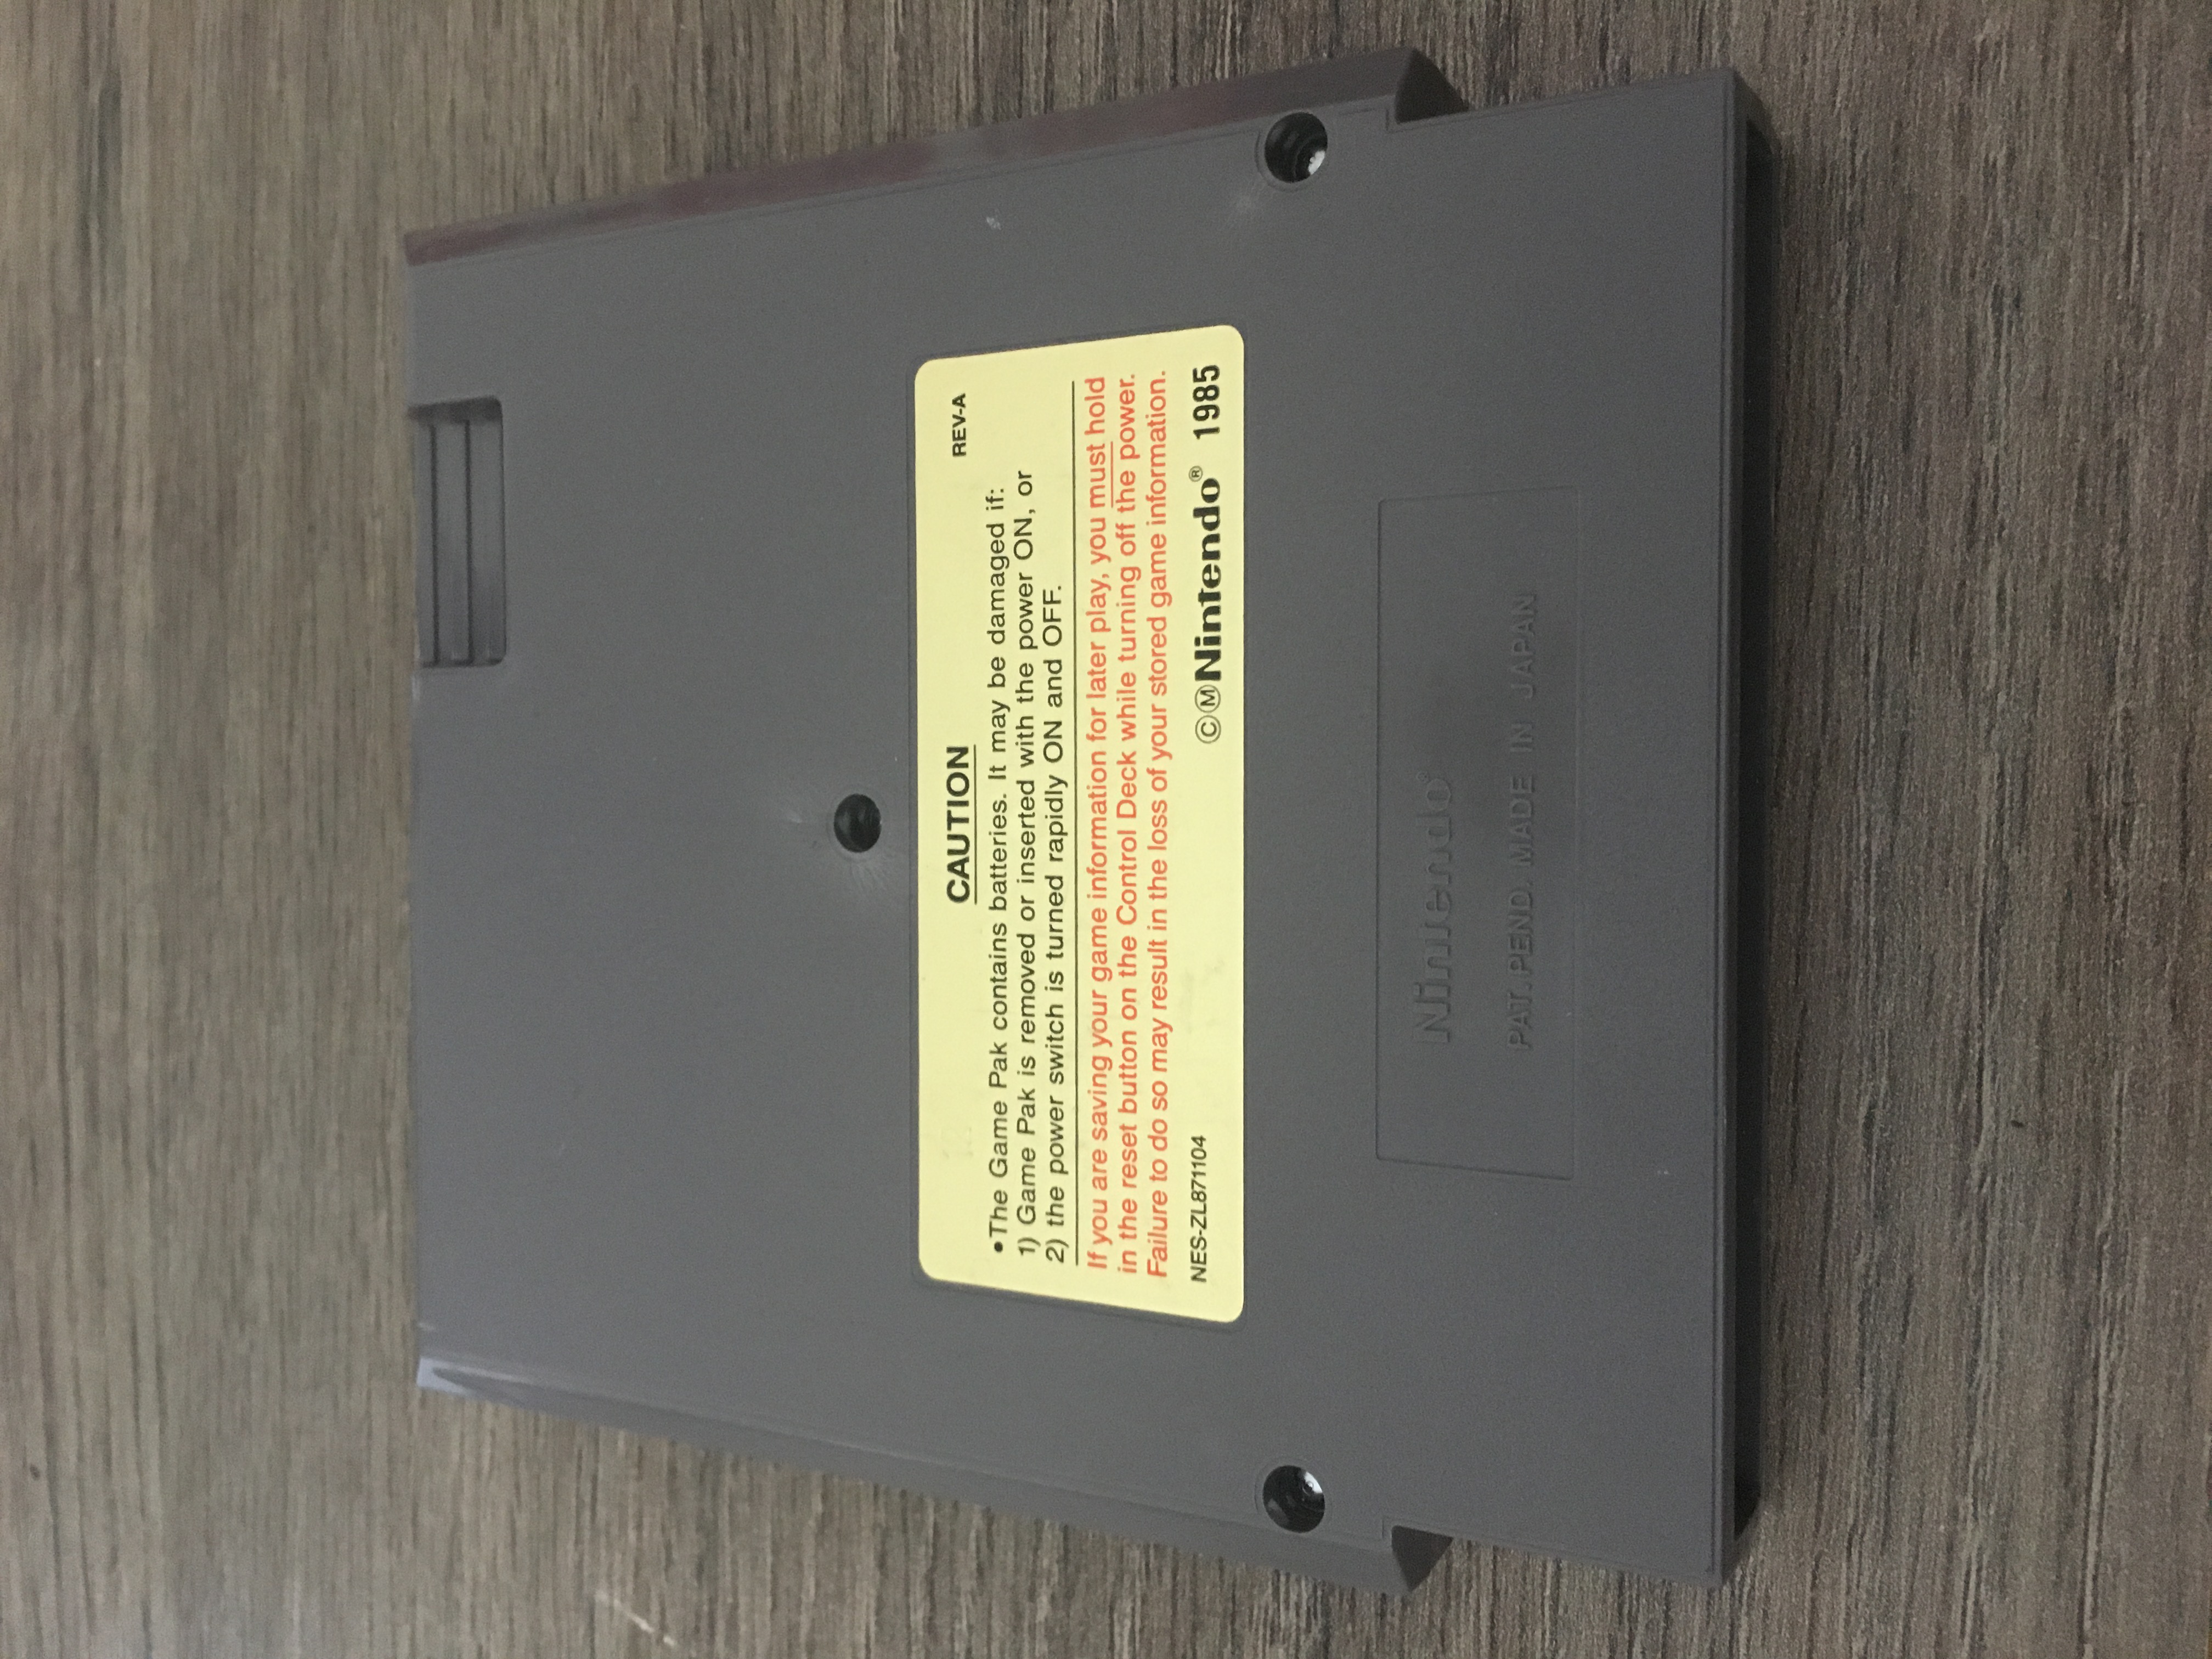 CAUTION REV-A
•The Game Pak contains batteries. It may be damaged if:
1) Game Pak is removed or inserted with the power ON, or
2) the power switch is turned rapidly ON and OFF.
If you are saving your game information for later play, you must hold
in the reset button on the Control Deck while turning off the power.
Failure to do so may result in the loss of your stored game information.
NES-ZL871104 ©ⓂNintendo® 1985
Nintendo®
PAT. PEND. MADE IN JAPAN